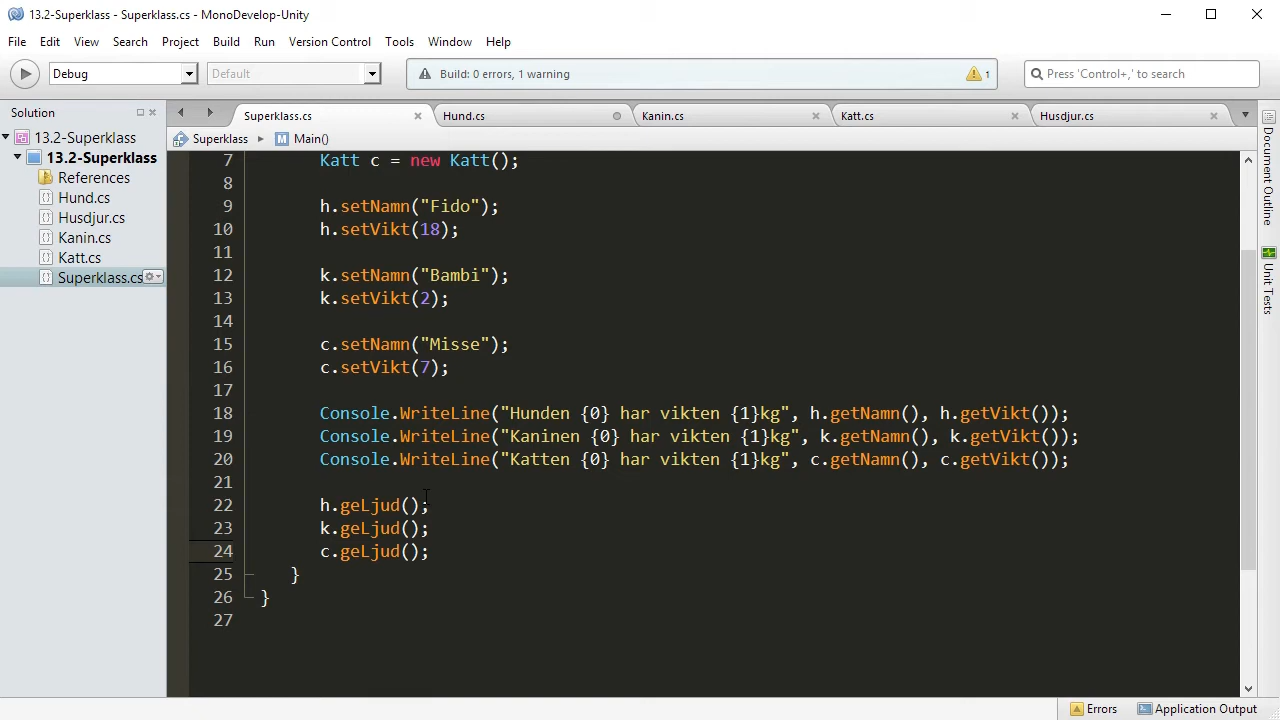 13.2-Superklass - Superklass.cs - MonoDevelop-Unity
File Edit View Search Project Build Run Version Control Tools Window Help
Debug Default Build: 0 errors, 1 warning 1 Press 'Control+,' to search
Solution
Superklass.cs Hund.cs Kanin.cs Katt.cs Husdjur.cs
Superklass Main()
13.2-Superklass
13.2-Superklass
References
Hund.cs
Husdjur.cs
Kanin.cs
Katt.cs
Superklass.cs
7 Katt c = new Katt();
8
9 h.setNamn("Fido");
10 h.setVikt(18);
11
12 k.setNamn("Bambi");
13 k.setVikt(2);
14
15 c.setNamn("Misse");
16 c.setVikt(7);
17
18 Console.WriteLine("Hunden {0} har vikten {1}kg", h.getNamn(), h.getVikt());
19 Console.WriteLine("Kaninen {0} har vikten {1}kg", k.getNamn(), k.getVikt());
20 Console.WriteLine("Katten {0} har vikten {1}kg", c.getNamn(), c.getVikt());
21
22 h.geLjud();
23 k.geLjud();
24 c.geLjud();
25 }
26 }
27
Document Outline
Unit Tests
Errors Application Output